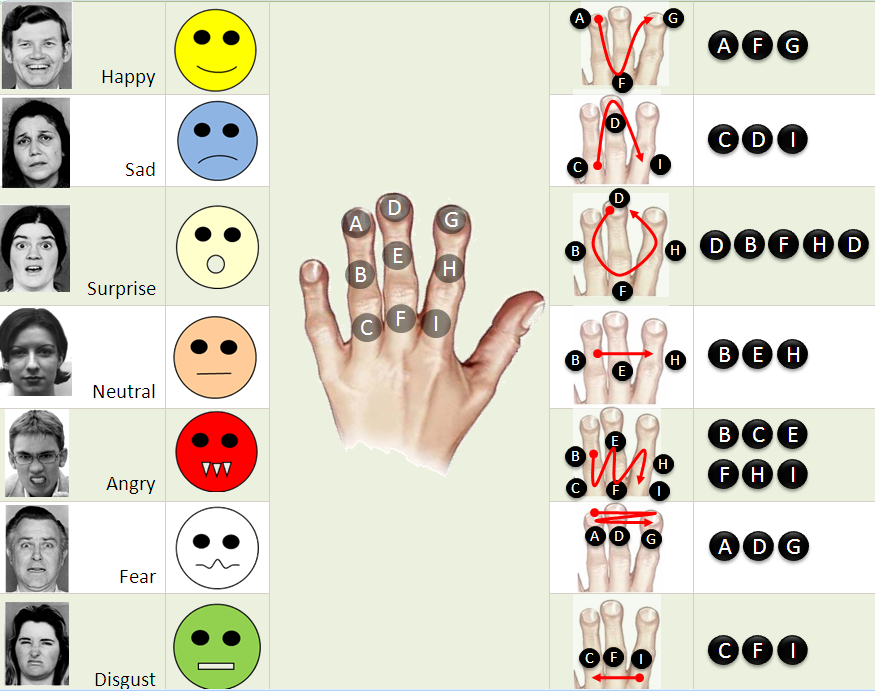 Happy
A G
F
A F G
Sad
D
C I
C D I
Surprise
D
B H
F
D B F H D
A D G
B E H
C F I
Neutral
B H
E
B E H
Angry
E
B H
C F I
B C E
F H I
Fear
A D G
A D G
Disgust
C F I
C F I